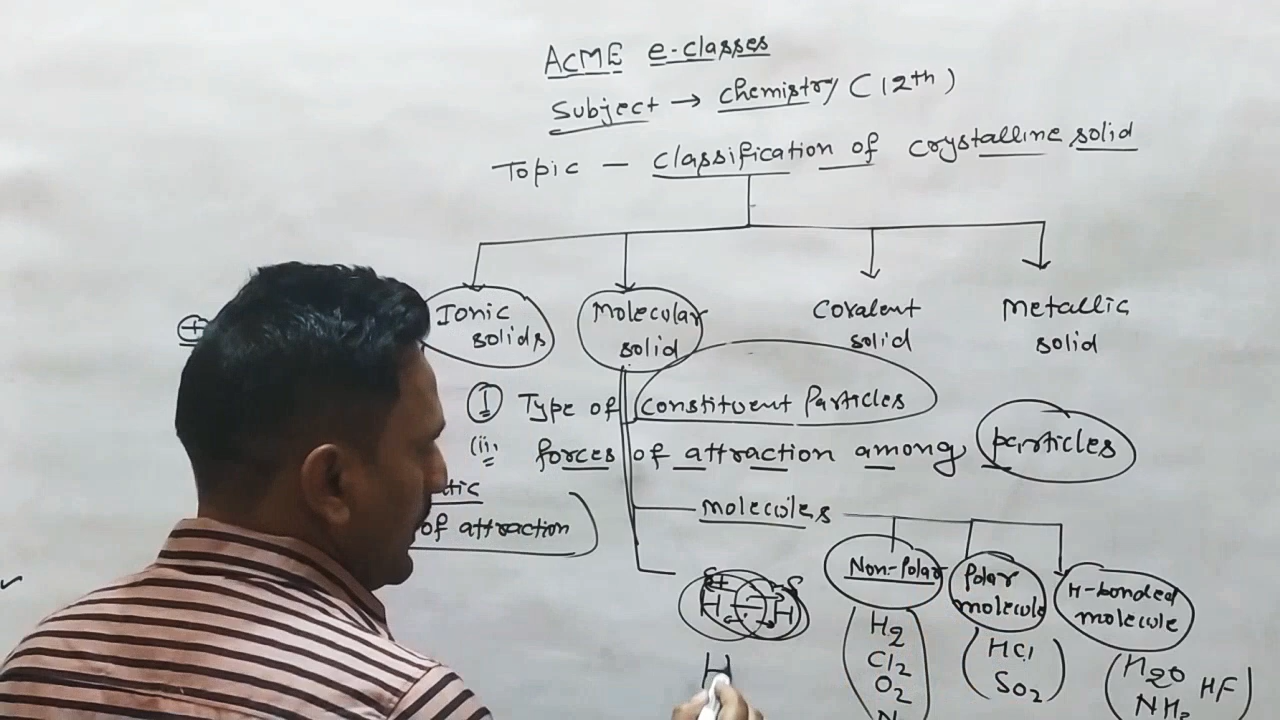 ACME e-classes
Subject → chemistry (12th)
Topic - classification of crystalline solid
Ionic solids
Molecular solid
Covalent solid
Metallic solid
+
I Type of constituent Particles
(ii) forces of attraction among particles
of attraction
molecules
Non-Polar
Polar molecule
H-bonded molecule
δ+ δ
H H
H
H2
Cl2
O2
N
HCl
SO2
H2O
HF
NH3